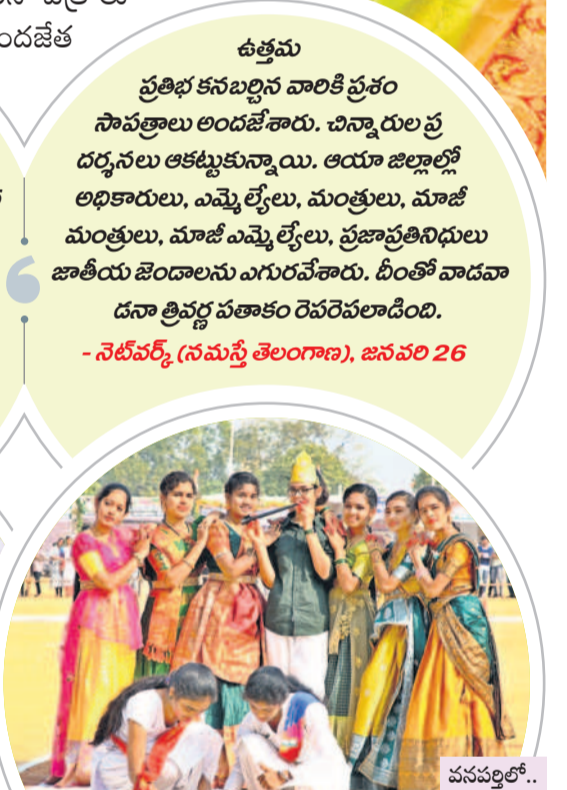 ందజేత
ఉత్తమ
ప్రతిభ కనబర్చిన వారికి ప్రశం
సాపత్రాలు అందజేశారు. చిన్నారుల ప్ర
దర్శనలు ఆకట్టుకున్నాయి. ఆయా జిల్లాల్లో
అధికారులు, ఎమ్మెల్యేలు, మంత్రులు, మాజీ
మంత్రులు, మాజీ ఎమ్మెల్యేలు, ప్రజాప్రతినిధులు
జాతీయ జెండాలను ఎగురవేశారు. దీంతో వాడవా
డనా త్రివర్ణ పతాకం రెపరెపలాడింది.
- నెట్‌వర్క్ (నమస్తే తెలంగాణ), జనవరి 26
వనపర్తిలో..